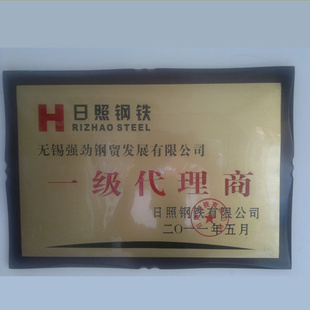 日照钢铁
RIZHAO STEEL
无锡强劲钢贸发展有限公司
一级代理商
日照钢铁有限公司
二〇一一年五月